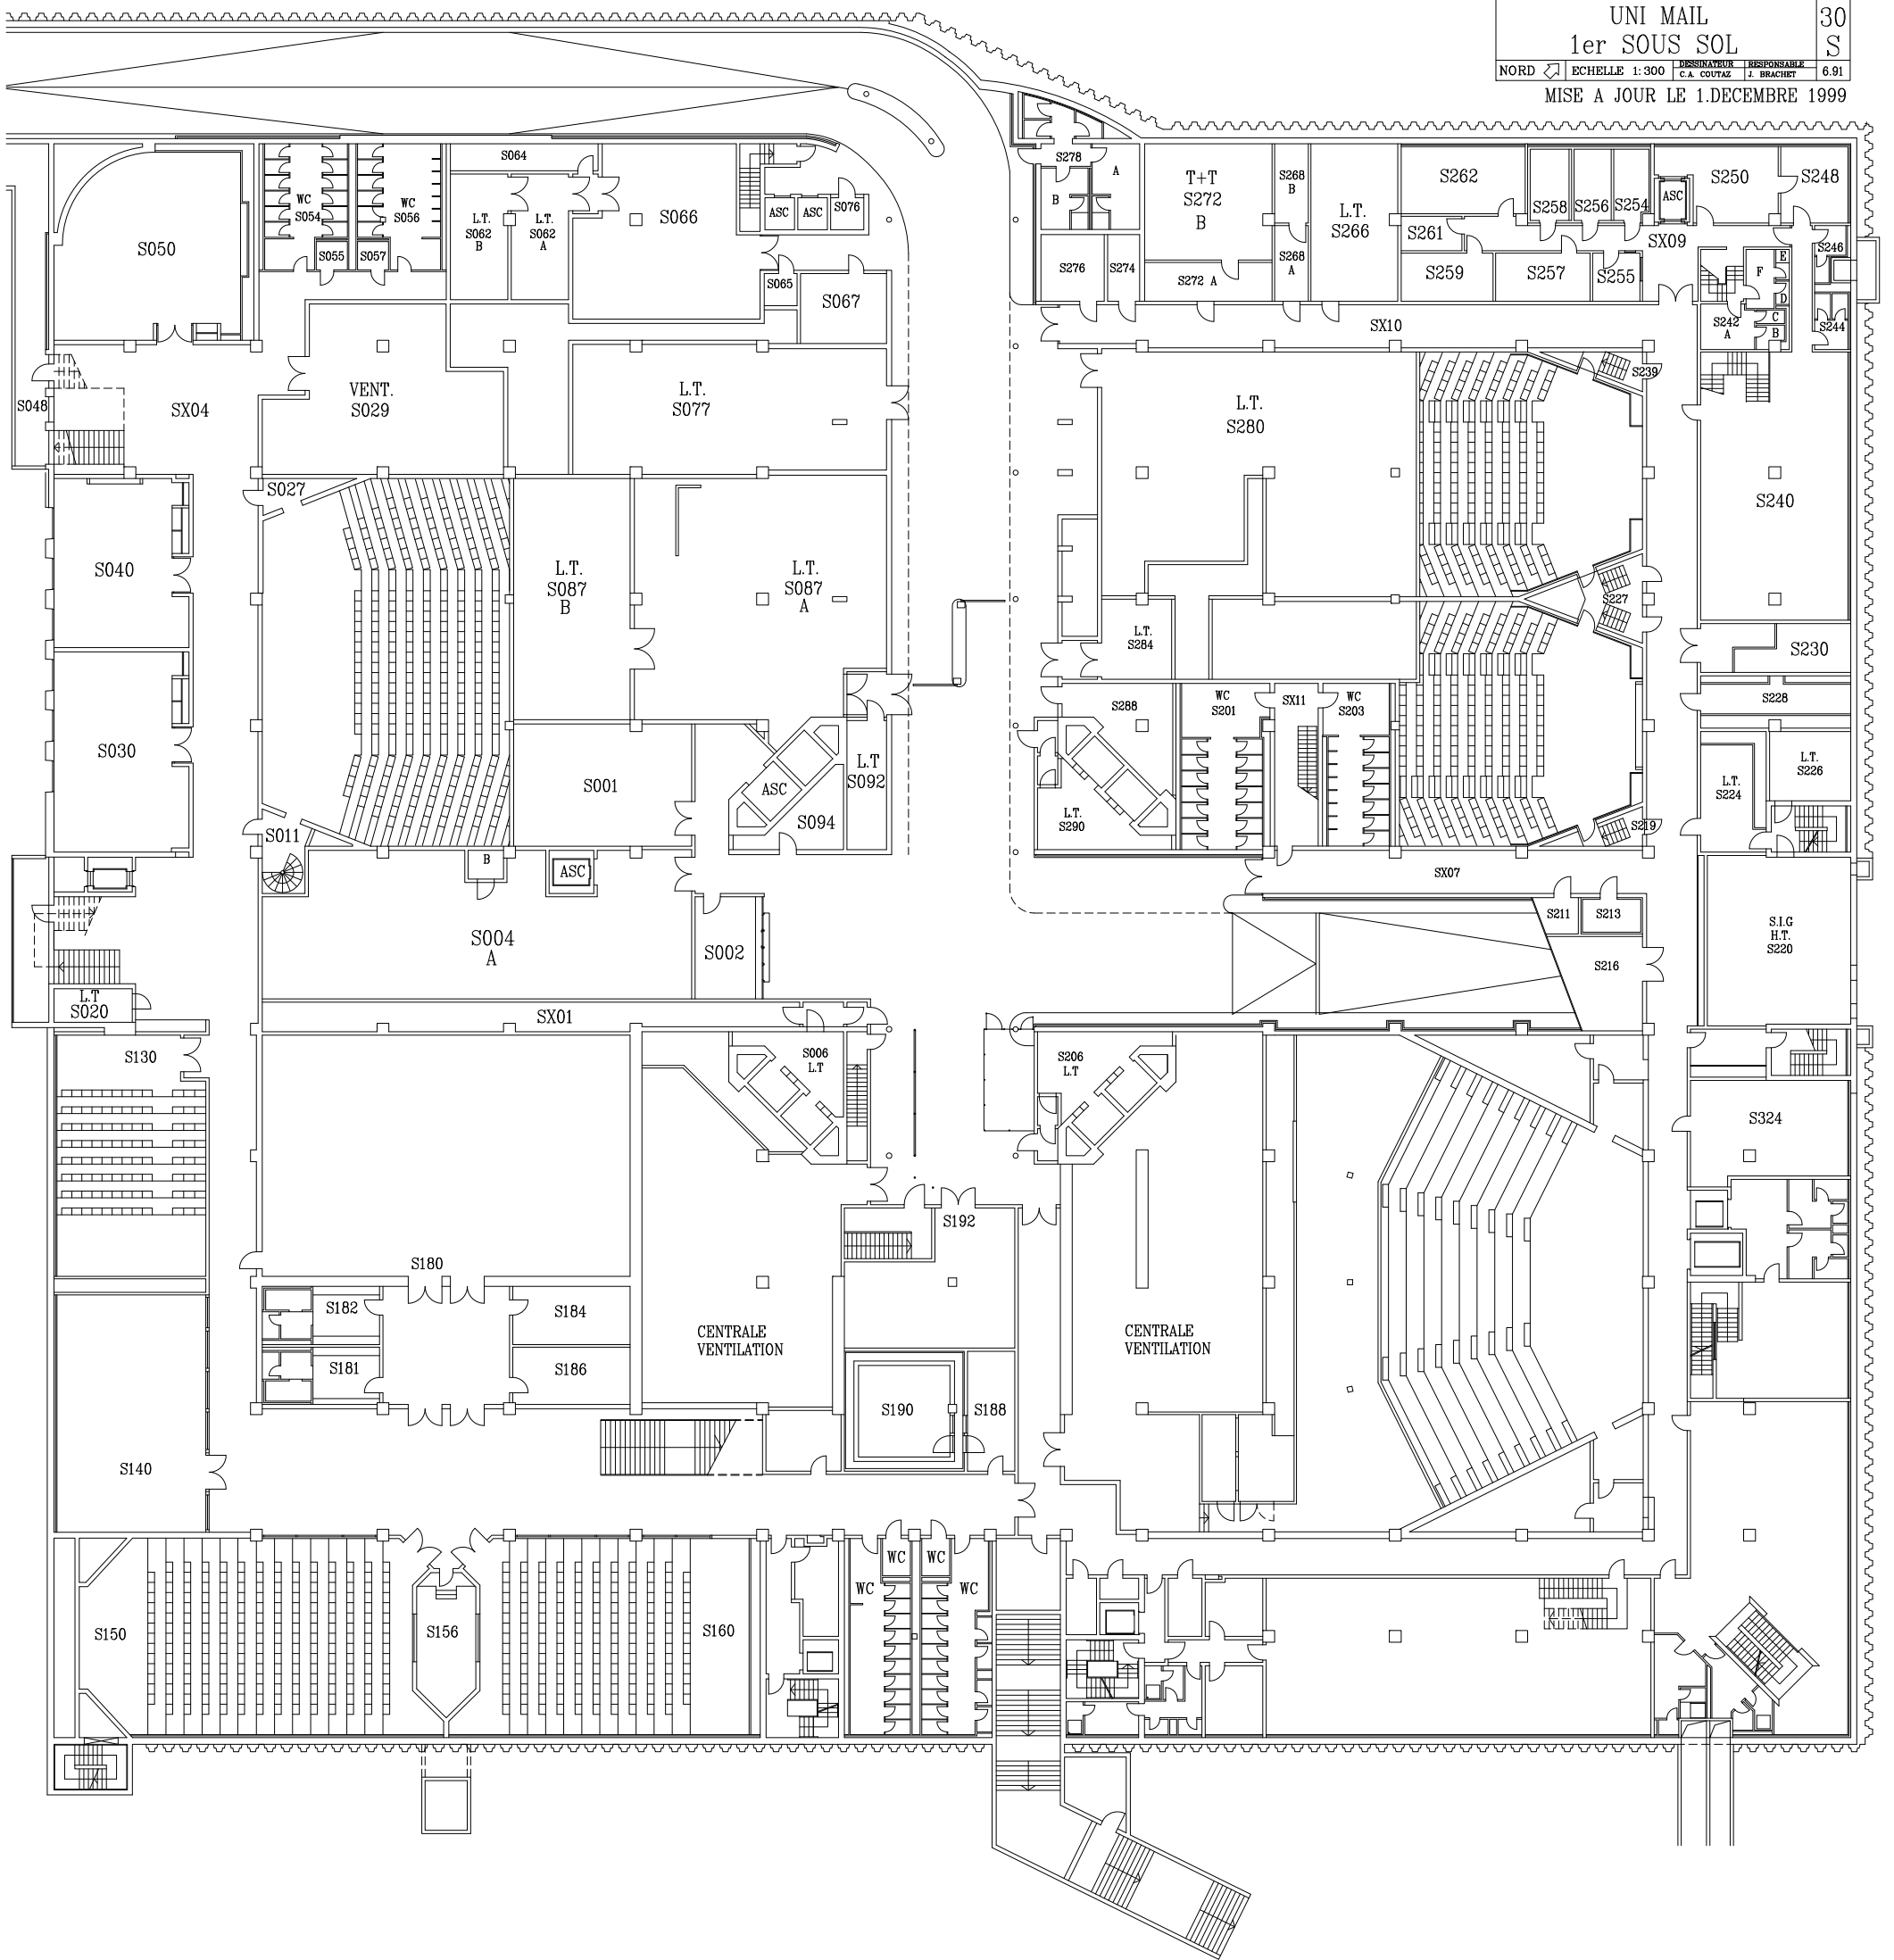 UNI MAIL
1er SOUS SOL
30
S
NORD
ECHELLE 1:300
DESSINATEUR
C.A. COUTAZ
RESPONSABLE
J. BRACHET
6.91
MISE A JOUR LE 1.DECEMBRE 1999
S064
S278
A
B
T+T
S272
B
S268
B
L.T.
S266
S262
S258
S256
S254
ASC
S250
S248
WC
S054
WC
S056
L.T.
S062
B
L.T.
S062
A
S066
ASC
ASC
S076
S050
S055
S057
S065
S067
S276
S274
S272 A
S268
A
S261
S259
S257
S255
SX09
S246
E
F
D
C
B
S242
A
S244
SX10
S048
SX04
VENT.
S029
L.T.
S077
L.T.
S280
S239
S240
S027
S040
L.T.
S087
B
L.T.
S087
A
S227
L.T.
S284
S230
S228
S030
S001
ASC
L.T
S092
S094
S288
WC
S201
SX11
WC
S203
L.T.
S290
L.T.
S224
L.T.
S226
S011
S219
B
ASC
SX07
S004
A
S002
S211
S213
S216
S.I.G
H.T.
S220
L.T
S020
SX01
S130
S006
L.T
S206
L.T
S324
S192
S180
S182
S184
S181
S186
CENTRALE
VENTILATION
CENTRALE
VENTILATION
S190
S188
S140
S150
S156
S160
WC
WC
WC
WC